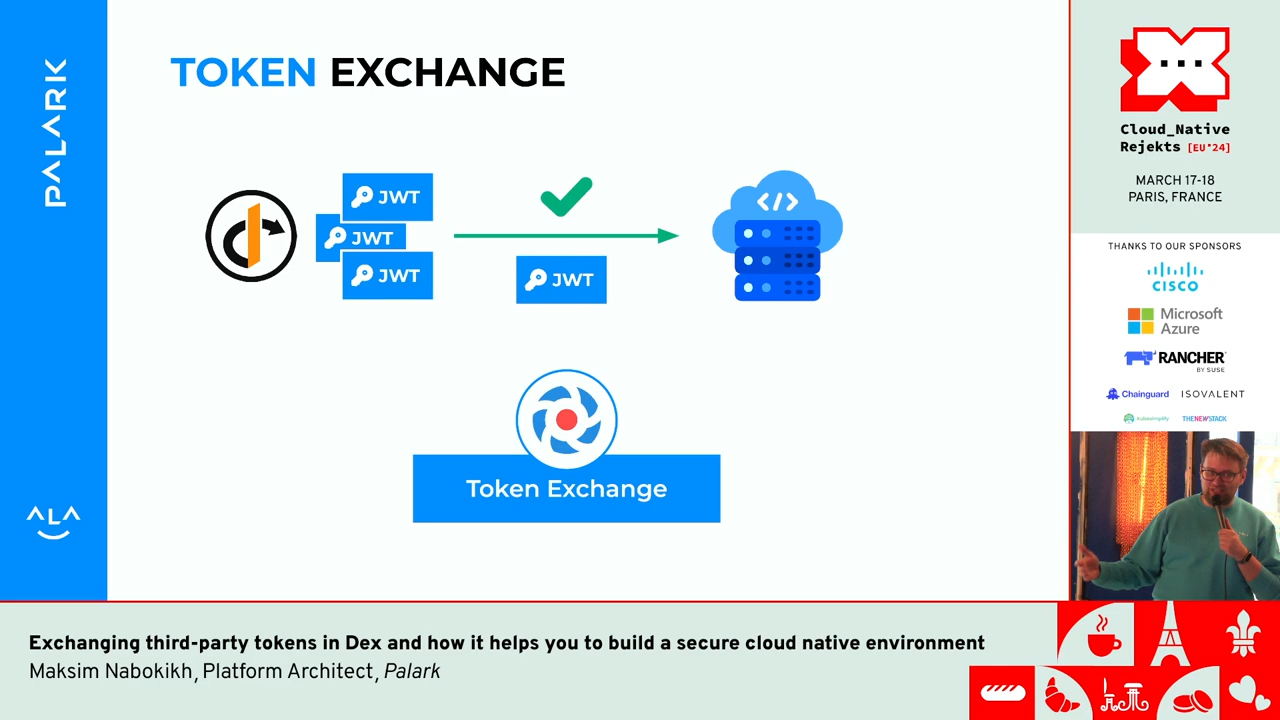 PALARK
TOKEN EXCHANGE
JWT
JWT
JWT
JWT
</>
Token Exchange
Cloud_Native
Rejekts [EU'24]
MARCH 17-18
PARIS, FRANCE
THANKS TO OUR SPONSORS
CISCO
Microsoft
Azure
RANCHER
BY SUSE
Chainguard
ISOVALENT
kubesimplify
THENEWSTACK
Exchanging third-party tokens in Dex and how it helps you to build a secure cloud native environment
Maksim Nabokikh, Platform Architect, Palark